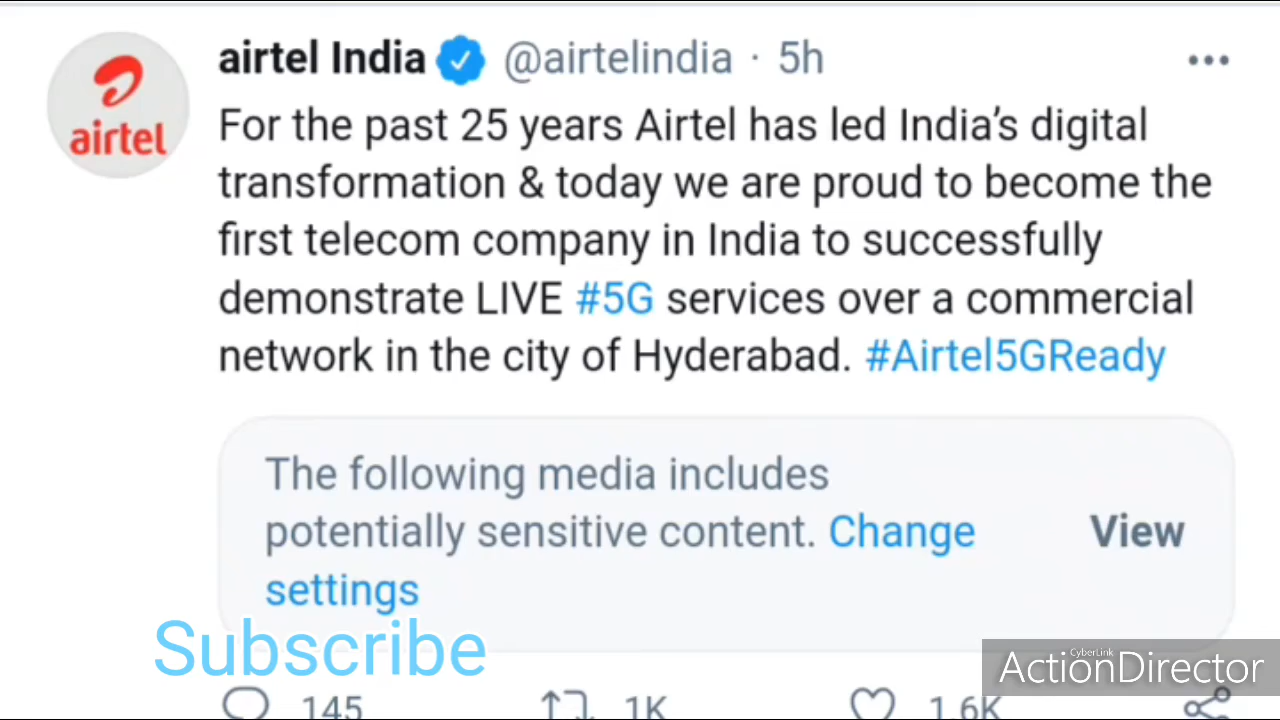 airtel India @airtelindia · 5h
airtel
For the past 25 years Airtel has led India’s digital
transformation & today we are proud to become the
first telecom company in India to successfully
demonstrate LIVE #5G services over a commercial
network in the city of Hyderabad. #Airtel5GReady
The following media includes
potentially sensitive content. Change
settings
View
Subscribe
CyberLink
ActionDirector
145 1K 1.6K